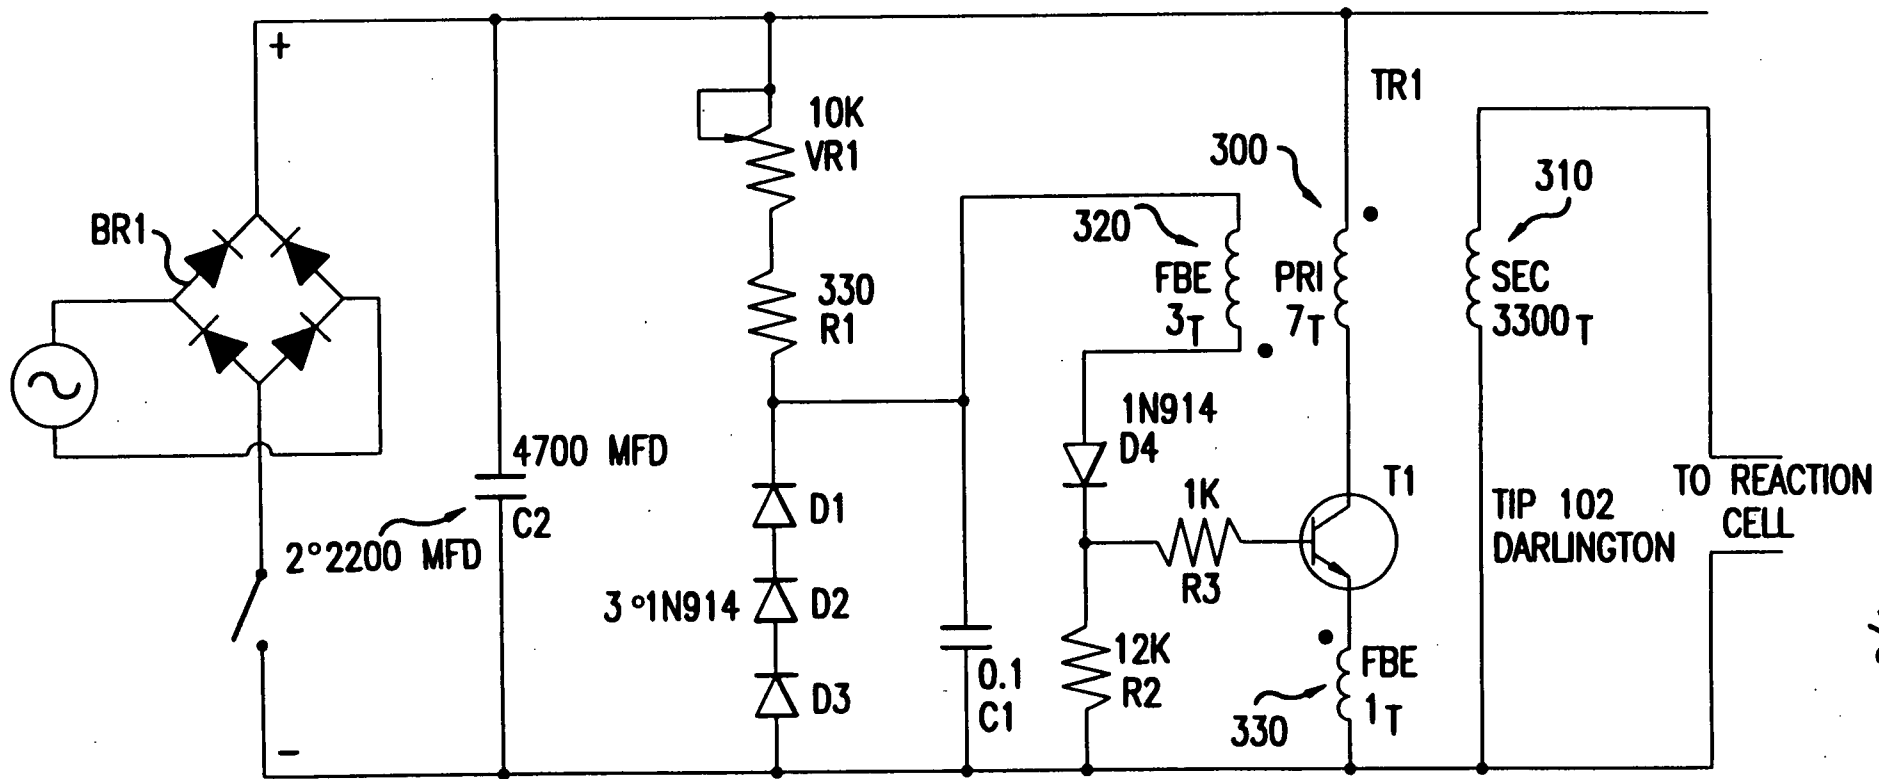 +
BR1
4700 MFD
C2
2°2200 MFD
−
10K
VR1
330
R1
D1
3°1N914 D2
D3
0.1
C1
320
FBE
3T
1N914
D4
1K
R3
12K
R2
TR1
300
PRI
7T
T1
FBE
1T
330
310
SEC
3300T
TIP 102
DARLINGTON
TO REACTION
CELL